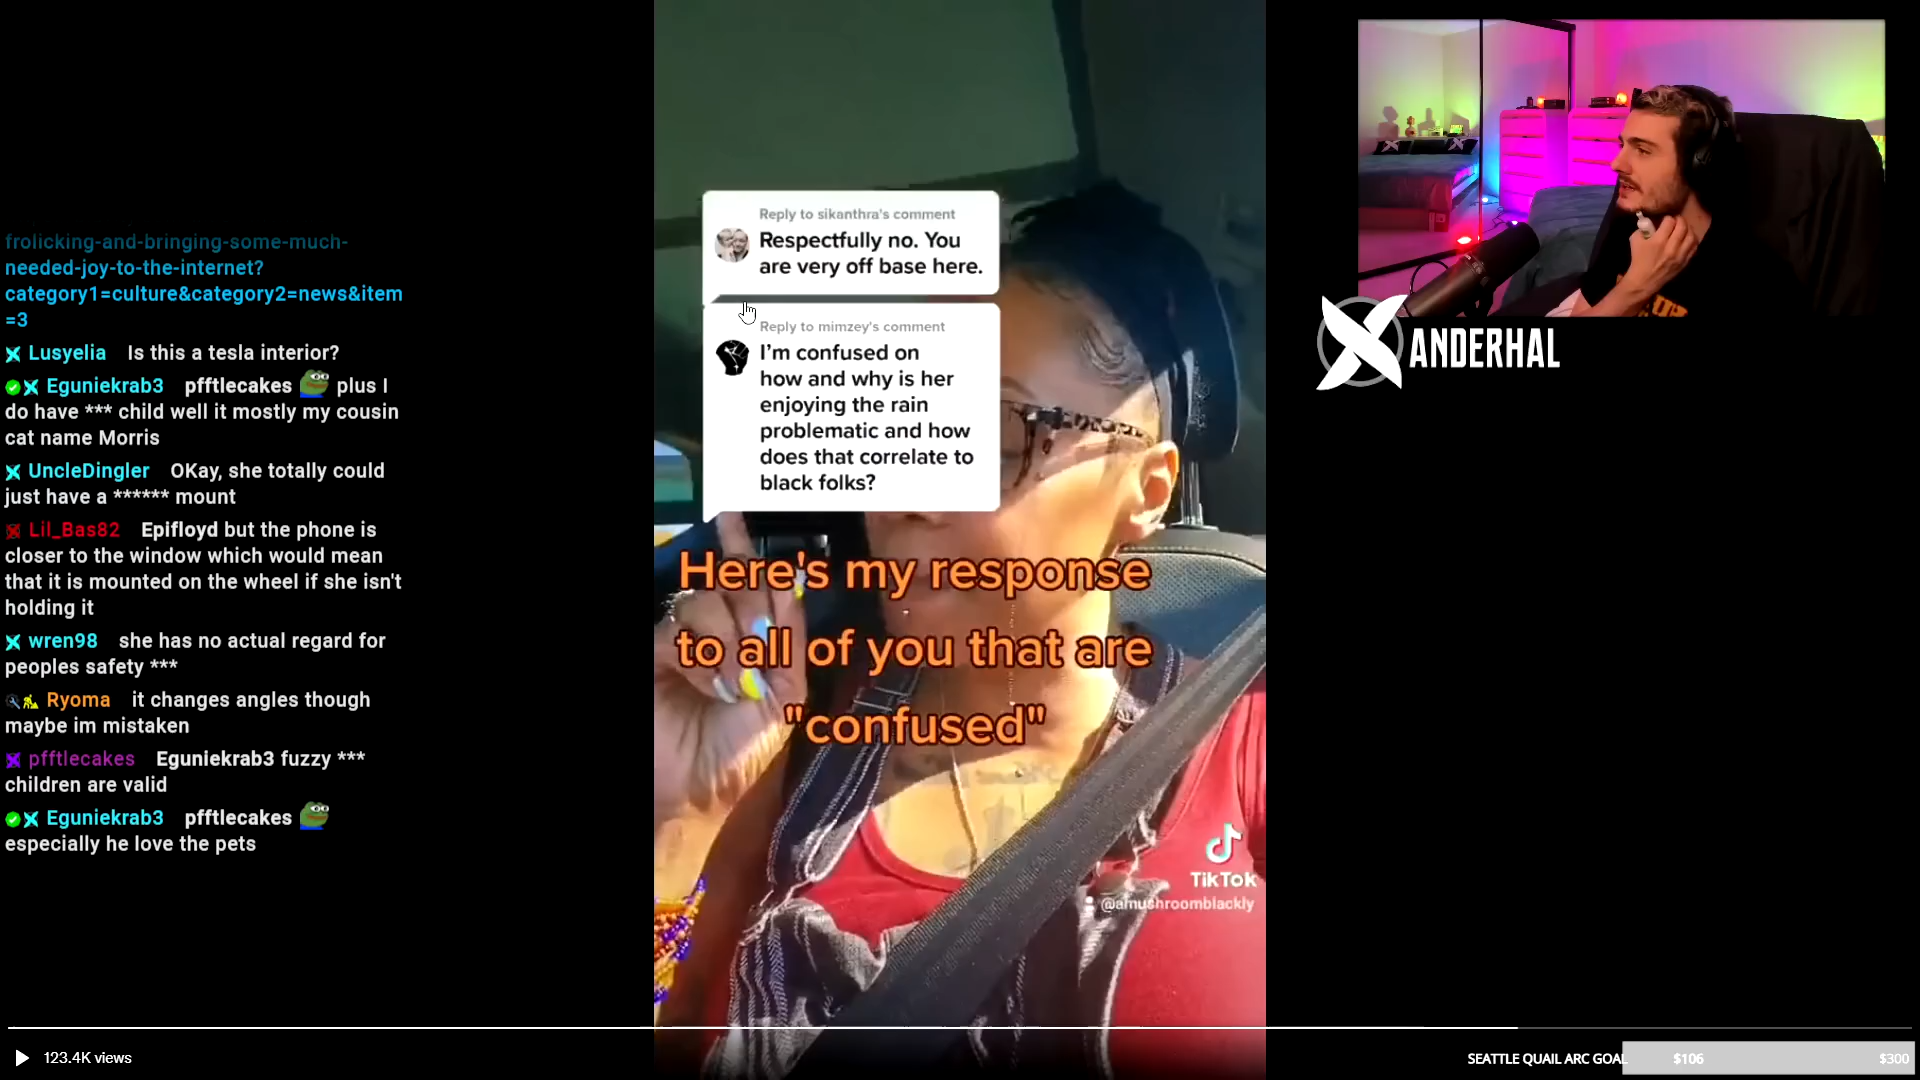 frolicking-and-bringing-some-much-
needed-joy-to-the-internet?
category1=culture&category2=news&item
=3
Lusyelia Is this a tesla interior?
Eguniekrab3 pfftlecakes plus I
do have *** child well it mostly my cousin
cat name Morris
UncleDingler OKay, she totally could
just have a ****** mount
Lil_Bas82 Epifloyd but the phone is
closer to the window which would mean
that it is mounted on the wheel if she isn't
holding it
wren98 she has no actual regard for
peoples safety ***
Ryoma it changes angles though
maybe im mistaken
pfftlecakes Eguniekrab3 fuzzy ***
children are valid
Eguniekrab3 pfftlecakes
especially he love the pets
Reply to sikanthra's comment
Respectfully no. You
are very off base here.
Reply to mimzey's comment
I'm confused on
how and why is her
enjoying the rain
problematic and how
does that correlate to
black folks?
Here's my response
to all of you that are
"confused"
TikTok
@amushroomblackly
XANDERHAL
123.4K views
SEATTLE QUAIL ARC GOAL
$106
$300